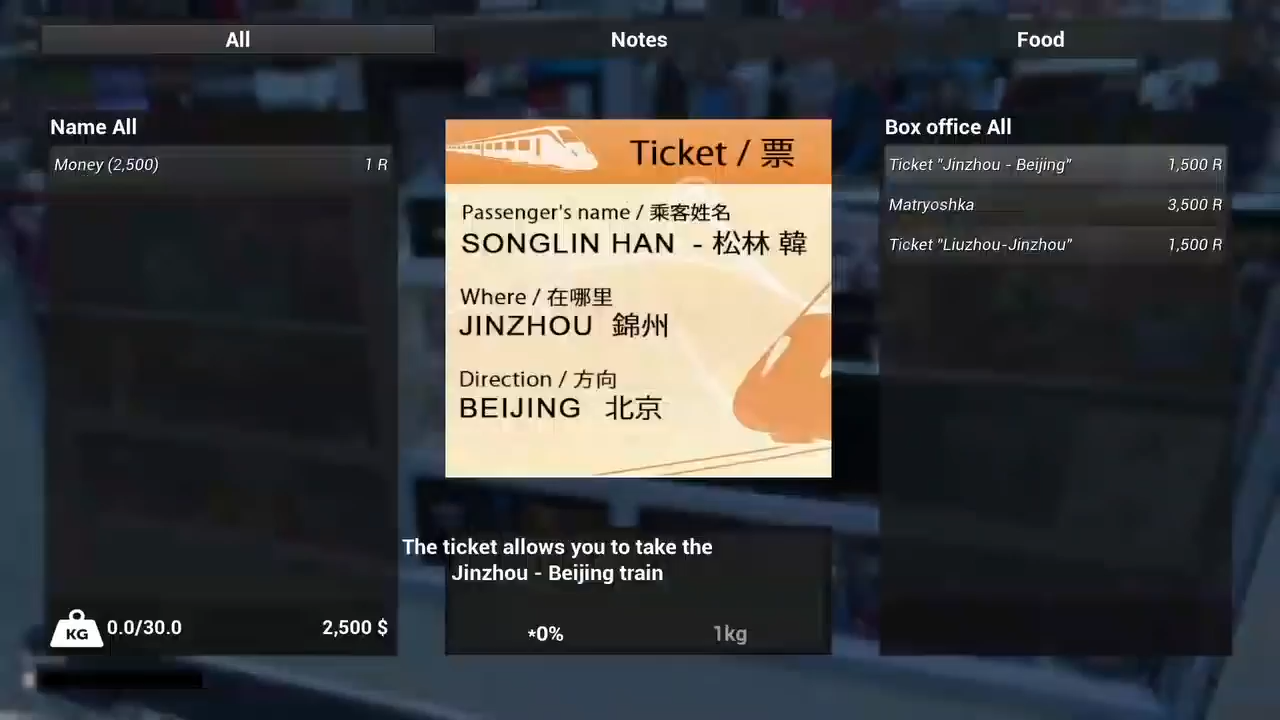 All
Notes
Food
Name All
Money (2,500) 1 R
0.0/30.0 2,500 $
KG
Ticket / 票
Passenger's name / 乘客姓名
SONGLIN HAN - 松林 韓
Where / 在哪里
JINZHOU 錦州
Direction / 方向
BEIJING 北京
The ticket allows you to take the
Jinzhou - Beijing train
*0% 1kg
Box office All
Ticket "Jinzhou - Beijing" 1,500 R
Matryoshka 3,500 R
Ticket "Liuzhou-Jinzhou" 1,500 R